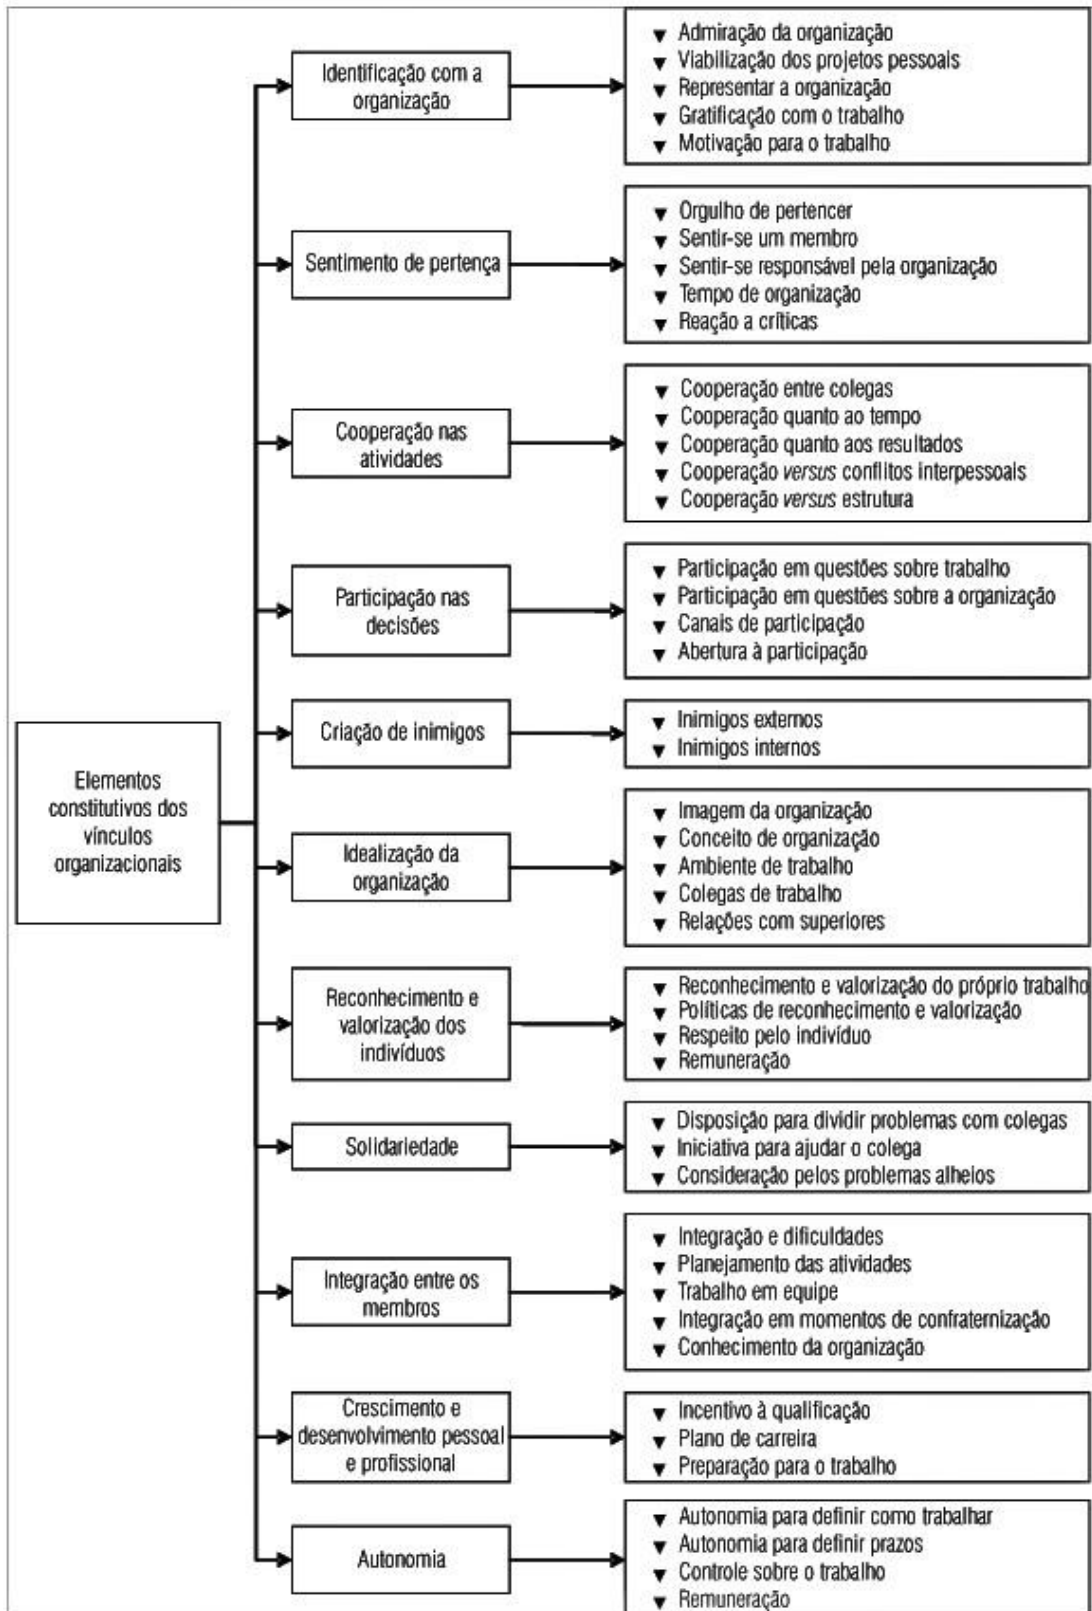 Elementos
constitutivos dos
vínculos
organizacionais
Identificação com a
organização
▼ Admiração da organização
▼ Viabilização dos projetos pessoais
▼ Representar a organização
▼ Gratificação com o trabalho
▼ Motivação para o trabalho
Sentimento de pertença
▼ Orgulho de pertencer
▼ Sentir-se um membro
▼ Sentir-se responsável pela organização
▼ Tempo de organização
▼ Reação a críticas
Cooperação nas
atividades
▼ Cooperação entre colegas
▼ Cooperação quanto ao tempo
▼ Cooperação quanto aos resultados
▼ Cooperação versus conflitos interpessoais
▼ Cooperação versus estrutura
Participação nas
decisões
▼ Participação em questões sobre trabalho
▼ Participação em questões sobre a organização
▼ Canais de participação
▼ Abertura à participação
Criação de inimigos
▼ Inimigos externos
▼ Inimigos internos
Idealização da
organização
▼ Imagem da organização
▼ Conceito de organização
▼ Ambiente de trabalho
▼ Colegas de trabalho
▼ Relações com superiores
Reconhecimento e
valorização dos
indivíduos
▼ Reconhecimento e valorização do próprio trabalho
▼ Políticas de reconhecimento e valorização
▼ Respeito pelo indivíduo
▼ Remuneração
Solidariedade
▼ Disposição para dividir problemas com colegas
▼ Iniciativa para ajudar o colega
▼ Consideração pelos problemas alheios
Integração entre os
membros
▼ Integração e dificuldades
▼ Planejamento das atividades
▼ Trabalho em equipe
▼ Integração em momentos de confraternização
▼ Conhecimento da organização
Crescimento e
desenvolvimento pessoal
e profissional
▼ Incentivo à qualificação
▼ Plano de carreira
▼ Preparação para o trabalho
Autonomia
▼ Autonomia para definir como trabalhar
▼ Autonomia para definir prazos
▼ Controle sobre o trabalho
▼ Remuneração